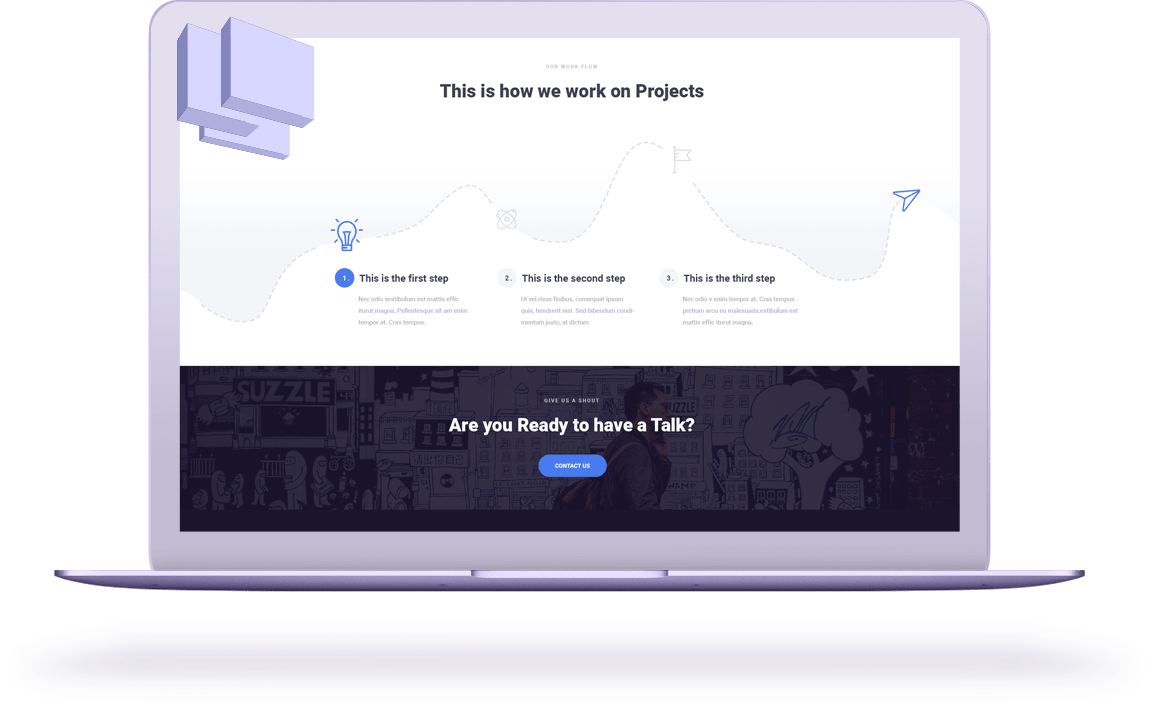 OUR WORK FLOW
This is how we work on Projects
1. This is the first step
Nec odio vestibulum est mattis effic
iturut magna. Pellentesque sit am enim
tempor at. Cras tempus.
2. This is the second step
Ut vel risus finibus, consequat ipsum
quis, hendrerit nisi. Sed bibendum condi-
mentum justo, at dictum.
3. This is the third step
Nec odio v enim tempor at. Cras tempus
pretium arcu eu malesuada.estibulum est
mattis effic iturut magna.
SUZZLE
GIVE US A SHOUT
Are you Ready to have a Talk?
CONTACT US